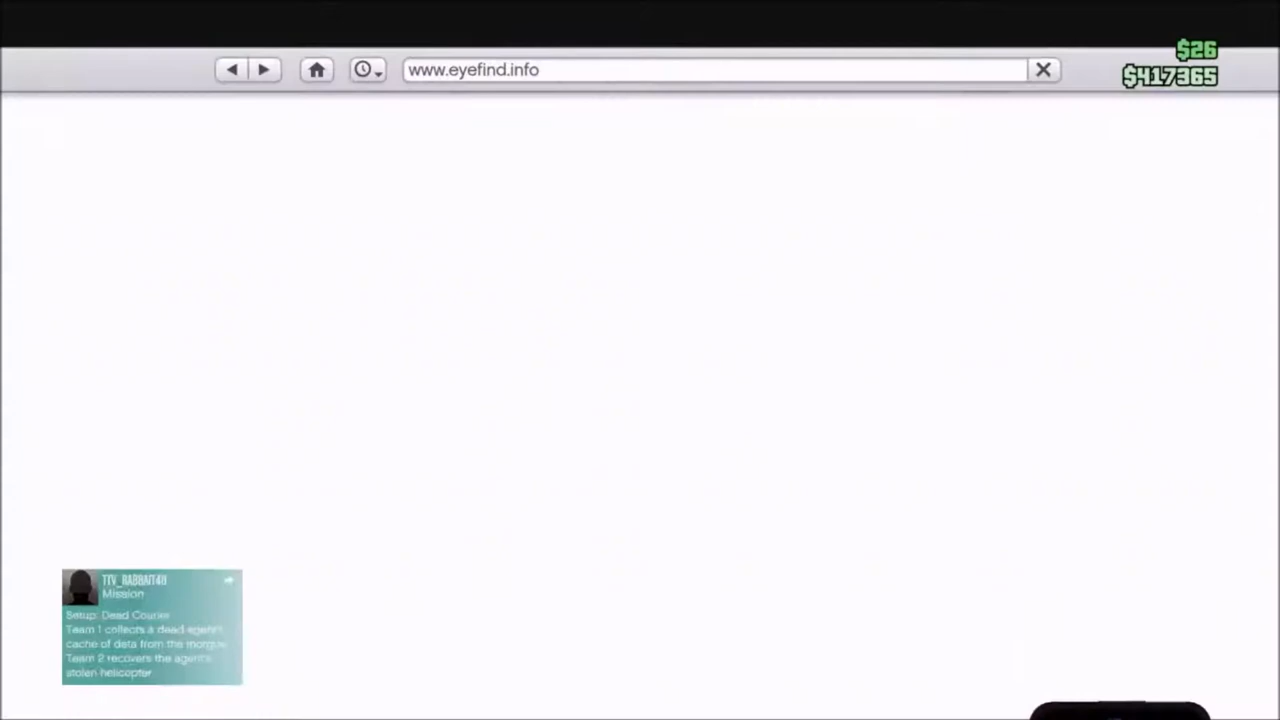 $26
www.eyefind.info
$417365
TTV_RABBAIT4U
Mission
Setup: Dead Courier
Team 1 collects a dead agent's
cache of data from the morgue.
Team 2 recovers the agent's
stolen helicopter